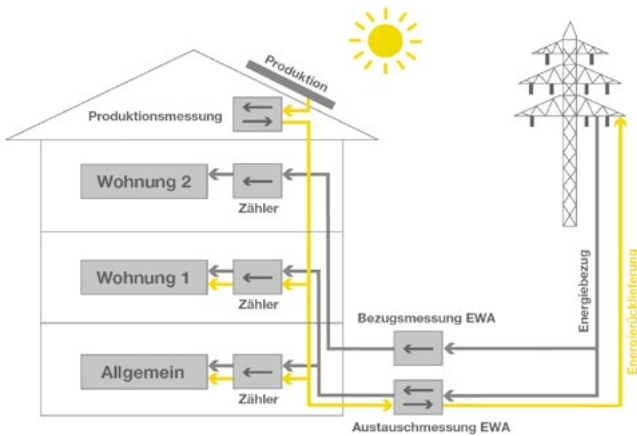 Produktion
Produktionsmessung
Wohnung 2
Zähler
Wohnung 1
Zähler
Bezugsmessung EWA
Energiebezug
Energierücklieferung
Allgemein
Zähler
Austauschmessung EWA